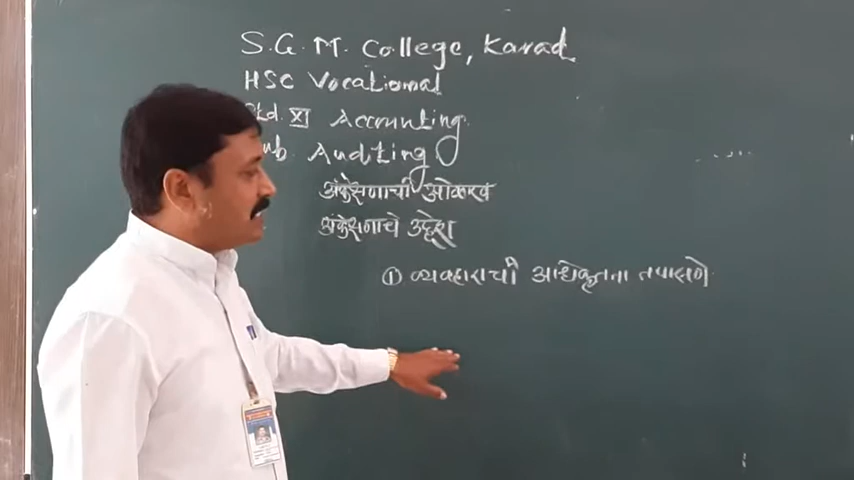 S.G.M. College, Karad
HSC Vocational
Std. XI Accounting
Sub Auditing
अंकेक्षणाची ओळख
अंकेक्षणाचे उद्देश
① व्यवहाराची अधिकृतता तपासणे